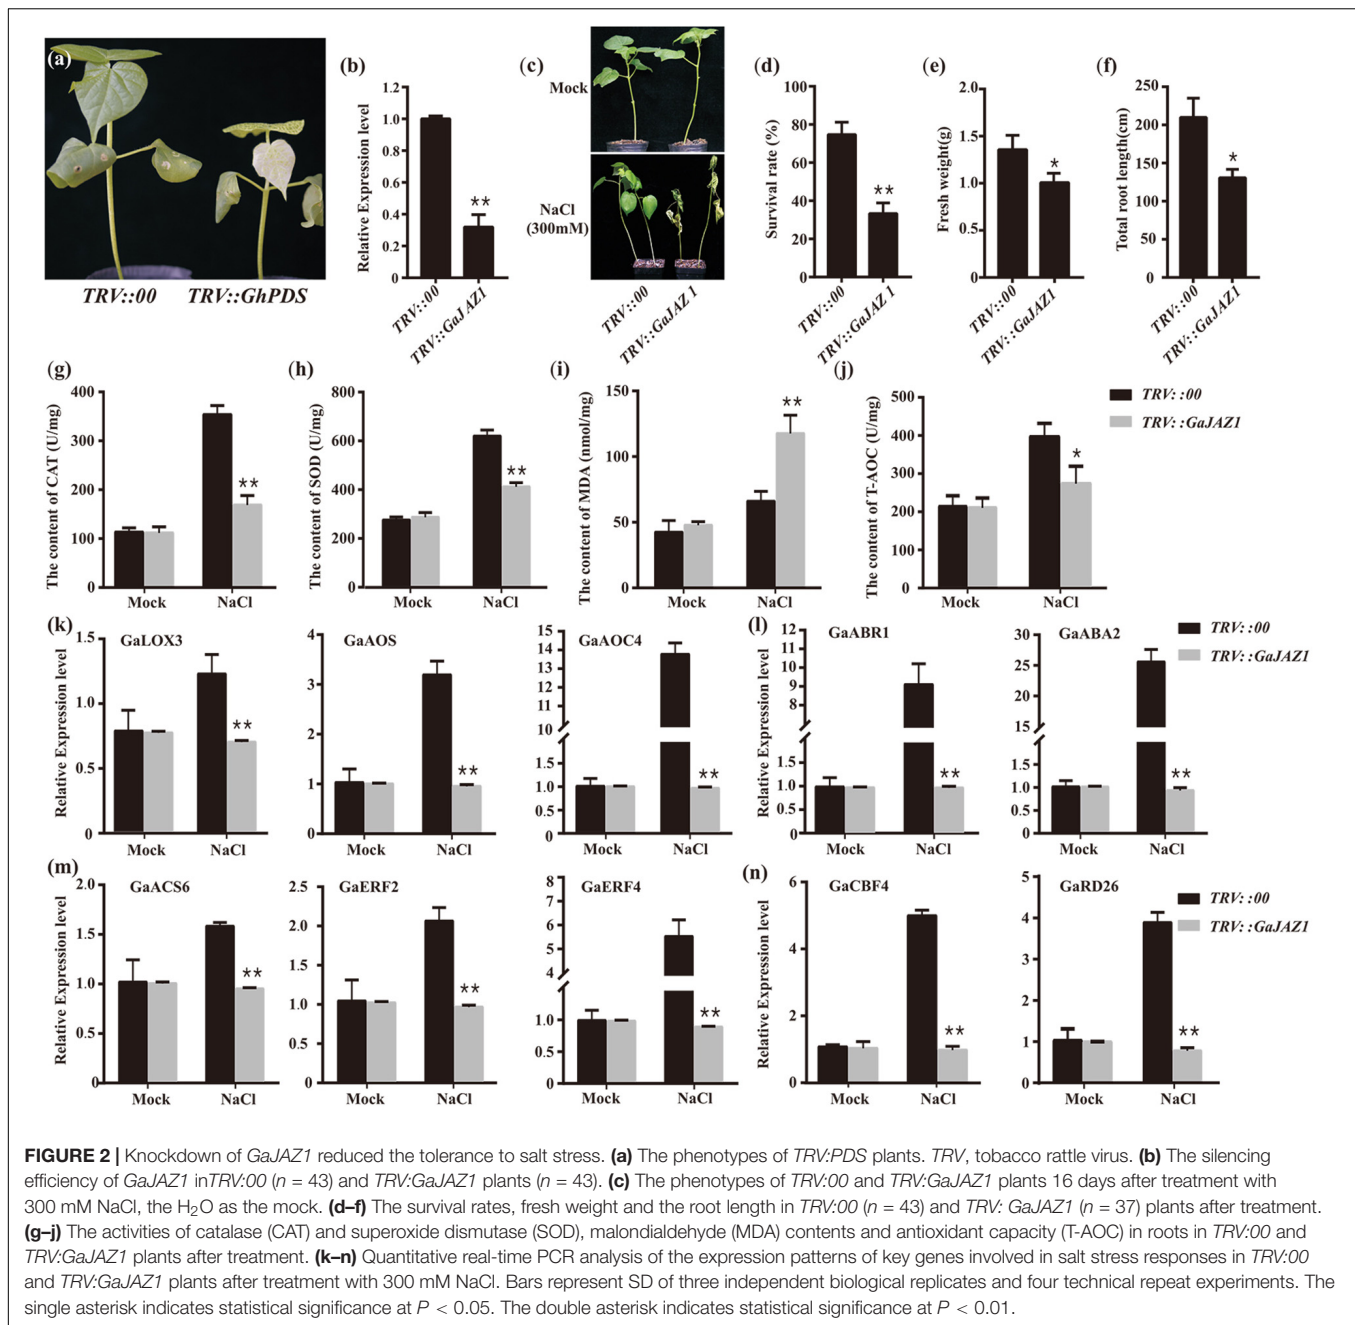 (a)
TRV::00 TRV::GhPDS
(b)
Relative Expression level
1.2
1.0
0.8
0.6
0.4
0.2
0
**
TRV::00
TRV::GaJAZ1
(c)
Mock
NaCl
(300mM)
TRV::00
TRV::GaJAZ 1
(d)
Survival rate (%)
100
80
60
40
20
0
**
TRV::00
TRV::GaJAZ 1
(e)
Fresh weight(g)
2.0
1.5
1.0
0.5
0.0
*
TRV::00
TRV::GaJAZ1
(f)
Total root length(cm)
250
200
150
100
50
0
*
TRV::00
TRV::GaJAZ1
(g)
The content of CAT (U/mg)
400
300
200
100
0
**
Mock NaCl
(h)
The content of SOD (U/mg)
800
600
400
200
0
**
Mock NaCl
(i)
The content of MDA (nmol/mg)
150
100
50
0
**
Mock NaCl
(j)
The content of T-AOC (U/mg)
500
400
300
200
100
0
*
Mock NaCl
TRV::00
TRV::GaJAZ1
(k)
Relative Expression level
GaLOX3
1.5
1.0
0.5
0
**
Mock NaCl
GaAOS
4
3
2
1
0
**
Mock NaCl
GaAOC4
15
14
13
12
11
10
1.5
1.0
0.5
0
**
Mock NaCl
(l)
Relative Expression level
GaABR1
12
11
10
9
8
2.0
1.5
1.0
0.5
0
**
Mock NaCl
GaABA2
30
25
20
15
1.5
1.0
0.5
0
**
Mock NaCl
TRV::00
TRV::GaJAZ1
(m)
Relative Expression level
GaACS6
2.0
1.5
1.0
0.5
0
**
Mock NaCl
GaERF2
2.5
2.0
1.5
1.0
0.5
0
**
Mock NaCl
GaERF4
8
6
5
4
1.0
0.5
0
**
Mock NaCl
(n)
Relative Expression level
GaCBF4
6
4
2
0
**
Mock NaCl
GaRD26
5
4
3
2
1
0
**
Mock NaCl
TRV::00
TRV::GaJAZ1
FIGURE 2 | Knockdown of GaJAZ1 reduced the tolerance to salt stress. (a) The phenotypes of TRV:PDS plants. TRV, tobacco rattle virus. (b) The silencing
efficiency of GaJAZ1 inTRV:00 (n = 43) and TRV:GaJAZ1 plants (n = 43). (c) The phenotypes of TRV:00 and TRV:GaJAZ1 plants 16 days after treatment with
300 mM NaCl, the H₂O as the mock. (d–f) The survival rates, fresh weight and the root length in TRV:00 (n = 43) and TRV: GaJAZ1 (n = 37) plants after treatment.
(g–j) The activities of catalase (CAT) and superoxide dismutase (SOD), malondialdehyde (MDA) contents and antioxidant capacity (T-AOC) in roots in TRV:00 and
TRV:GaJAZ1 plants after treatment. (k–n) Quantitative real-time PCR analysis of the expression patterns of key genes involved in salt stress responses in TRV:00
and TRV:GaJAZ1 plants after treatment with 300 mM NaCl. Bars represent SD of three independent biological replicates and four technical repeat experiments. The
single asterisk indicates statistical significance at P < 0.05. The double asterisk indicates statistical significance at P < 0.01.